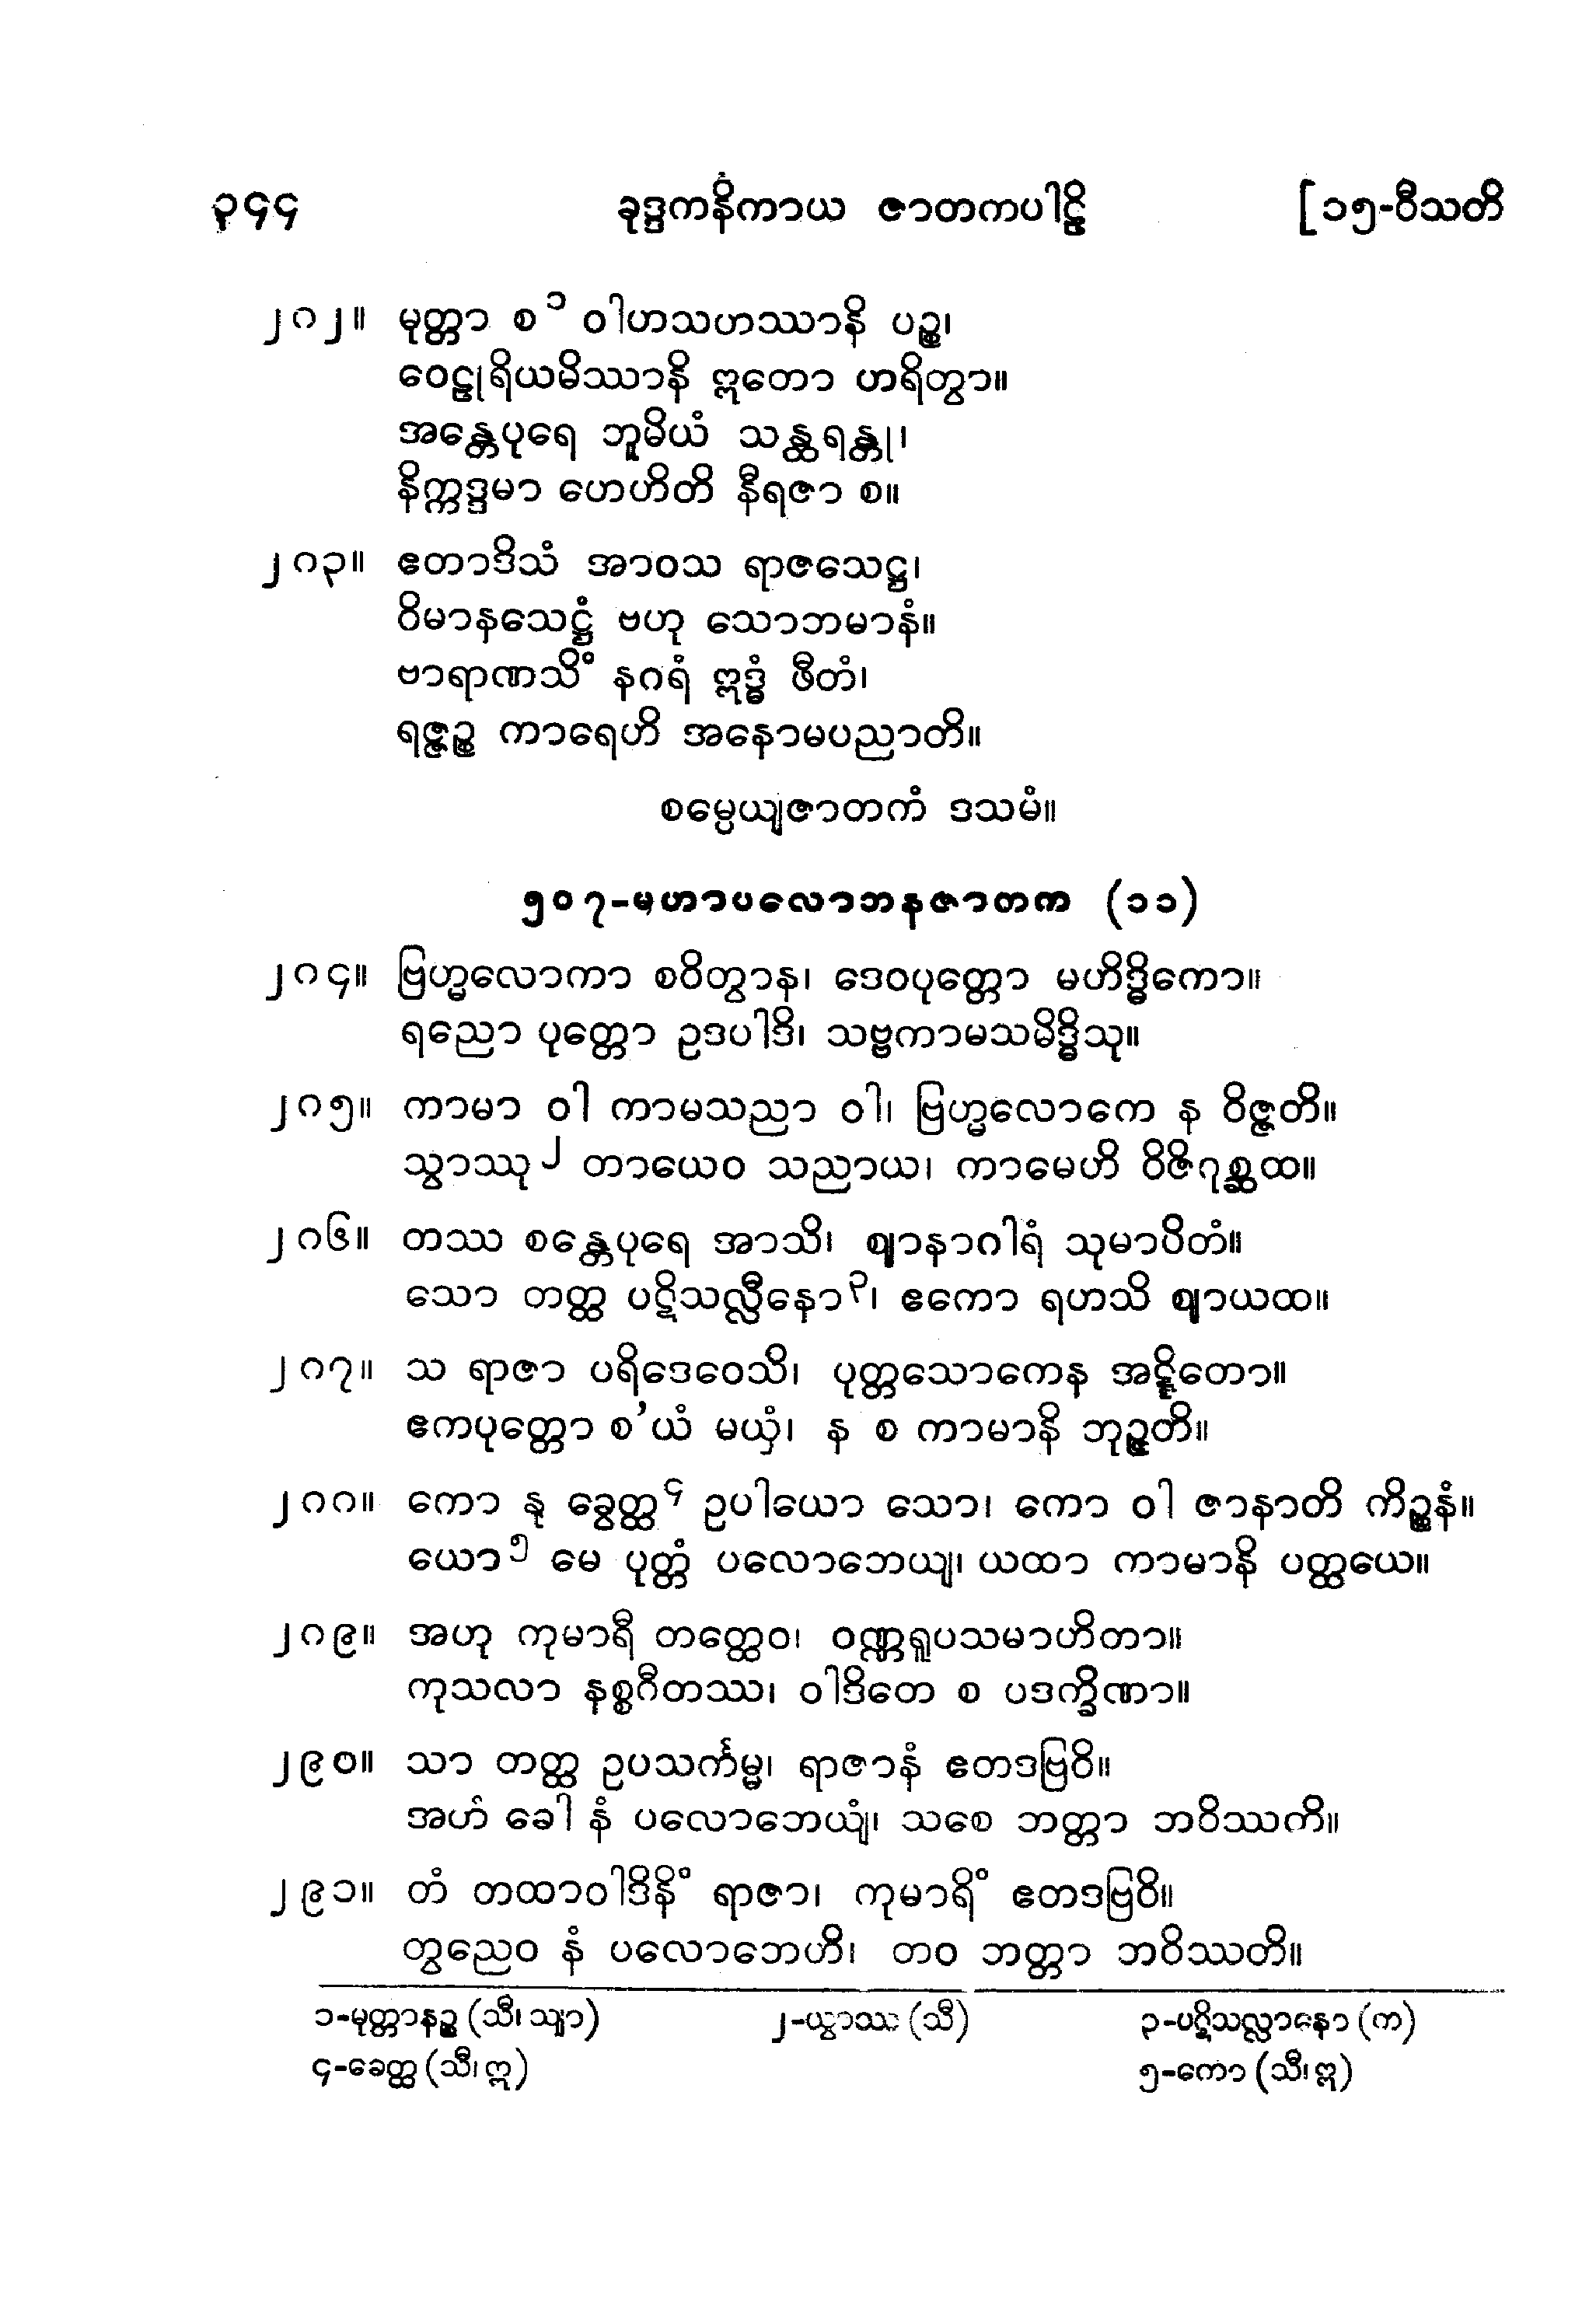 ၃၄၄ ခုဒ္ဒကနိကာယ ဇာတကပါဠိ [၁၅-ဝီသတိ
၂၈၂။ မုတ္တာ စ၁ ဝါဟသဟဿာနိ ပဉ္စ၊
ဝေဠုရိယမိဿာနိ ဣတော ဟရိတွာ။
အန္တေပုရေ ဘူမိယံ သန္ထရန္တု၊
နိက္ကဒ္ဒမာ ဟေဟိတိ နီရဇာ စ။
၂၈၃။ ဧတာဒိသံ အာဝသ ရာဇသေဋ္ဌ၊
ဝိမာနသေဋ္ဌံ ဗဟု သောဘမာနံ။
ဗာရာဏသိံ နဂရံ ဣဒ္ဓံ ဖီတံ၊
ရဇ္ဇဉ္စ ကာရေဟိ အနောမပညာတိ။
စမ္ပေယျဇာတကံ ဒသမံ။
၅၀၇-မဟာပလောဘနဇာတက (၁၁)
၂၈၄။ ဗြဟ္မလောကာ စဝိတွာန၊ ဒေဝပုတ္တော မဟိဒ္ဓိကော။
ရညော ပုတ္တော ဥဒပါဒိ၊ သဗ္ဗကာမသမိဒ္ဓိသု။
၂၈၅။ ကာမာ ဝါ ကာမသညာ ဝါ၊ ဗြဟ္မလောကေ န ဝိဇ္ဇတိ။
သွာဿု၂ တာယေဝ သညာယ၊ ကာမေဟိ ဝိဇိဂုစ္ဆထ။
၂၈၆။ တဿ စန္တေပုရေ အာသိ၊ ဈာနာဂါရံ သုမာပိတံ။
သော တတ္ထ ပဋိသလ္လီနော၃၊ ဧကော ရဟသိ ဈာယထ။
၂၈၇။ သ ရာဇာ ပရိဒေဝေသိ၊ ပုတ္တသောကေန အဋ္ဋိတော။
ဧကပုတ္တော စ’ယံ မယှံ၊ န စ ကာမာနိ ဘုဉ္ဇတိ။
၂၈၈။ ကော နု ခွေတ္ထ၄ ဥပါယော သော၊ ကော ဝါ ဇာနာတိ ကိဉ္စနံ။
ယော၅ မေ ပုတ္တံ ပလောဘေယျ၊ ယထာ ကာမာနိ ပတ္ထယေ။
၂၈၉။ အဟု ကုမာရီ တတ္ထေဝ၊ ဝဏ္ဏရူပသမာဟိတာ။
ကုသလာ နစ္စဂီတဿ၊ ဝါဒိတေ စ ပဒက္ခိဏာ။
၂၉၀။ သာ တတ္ထ ဥပသင်္ကမ္မ၊ ရာဇာနံ ဧတဒဗြဝိ။
အဟံ ခေါ နံ ပလောဘေယျံ၊ သစေ ဘတ္တာ ဘဝိဿတိ။
၂၉၁။ တံ တထာဝါဒိနိံ ရာဇာ၊ ကုမာရိံ ဧတဒဗြဝိ။
တွညေဝ နံ ပလောဘေဟိ၊ တဝ ဘတ္တာ ဘဝိဿတိ။
၁-မုတ္တာနဉ္စ (သီ၊ သျာ) ၂-ယွာဿ (သီ) ၃-ပဋိသလ္လာနော (က)
၄-ခေတ္ထ (သီ၊ ဣ) ၅-ကော (သီ၊ ဣ)